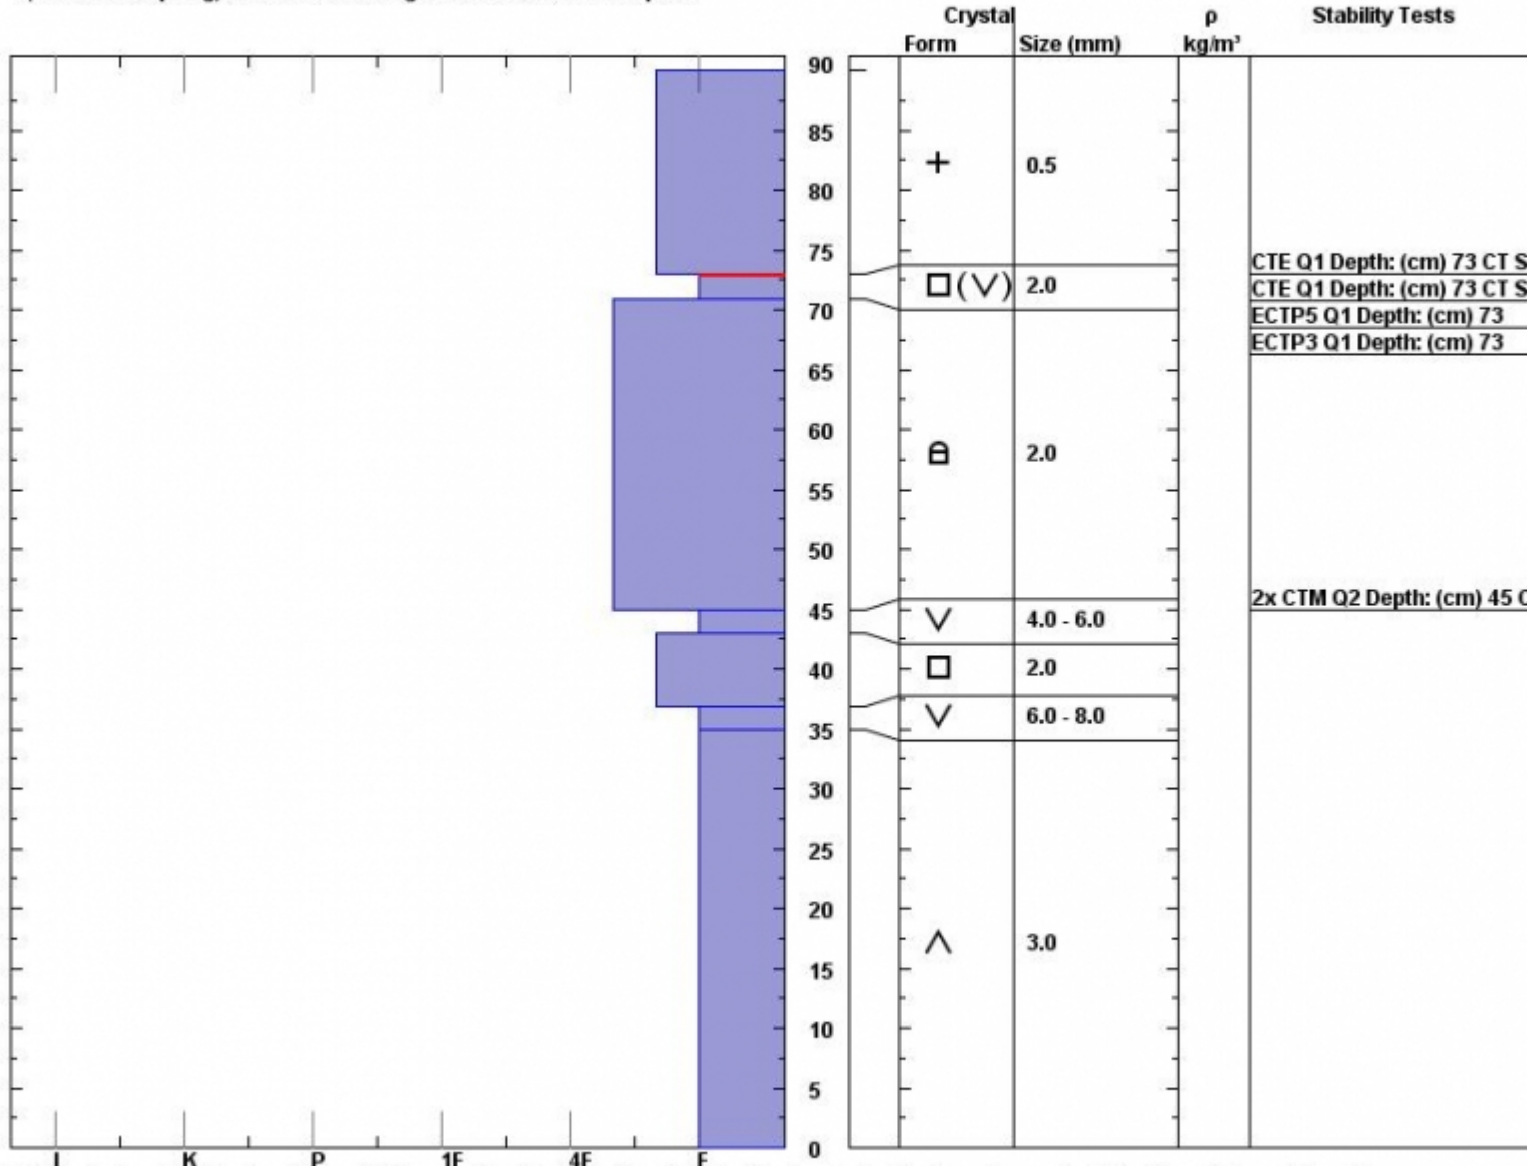 Crystal ρ Stability Tests
Form Size (mm) kg/m³
90
85
+ 0.5
80
75
CTE Q1 Depth: (cm) 73 CT S
(V) 2.0 CTE Q1 Depth: (cm) 73 CT S
70 ECTP5 Q1 Depth: (cm) 73
ECTP3 Q1 Depth: (cm) 73
65
60
2.0
55
50
45 2x CTM Q2 Depth: (cm) 45 C
V 4.0 - 6.0
40 2.0
35 V 6.0 - 8.0
30
25
20
3.0
15
10
5
0
I K P 1F 4F F